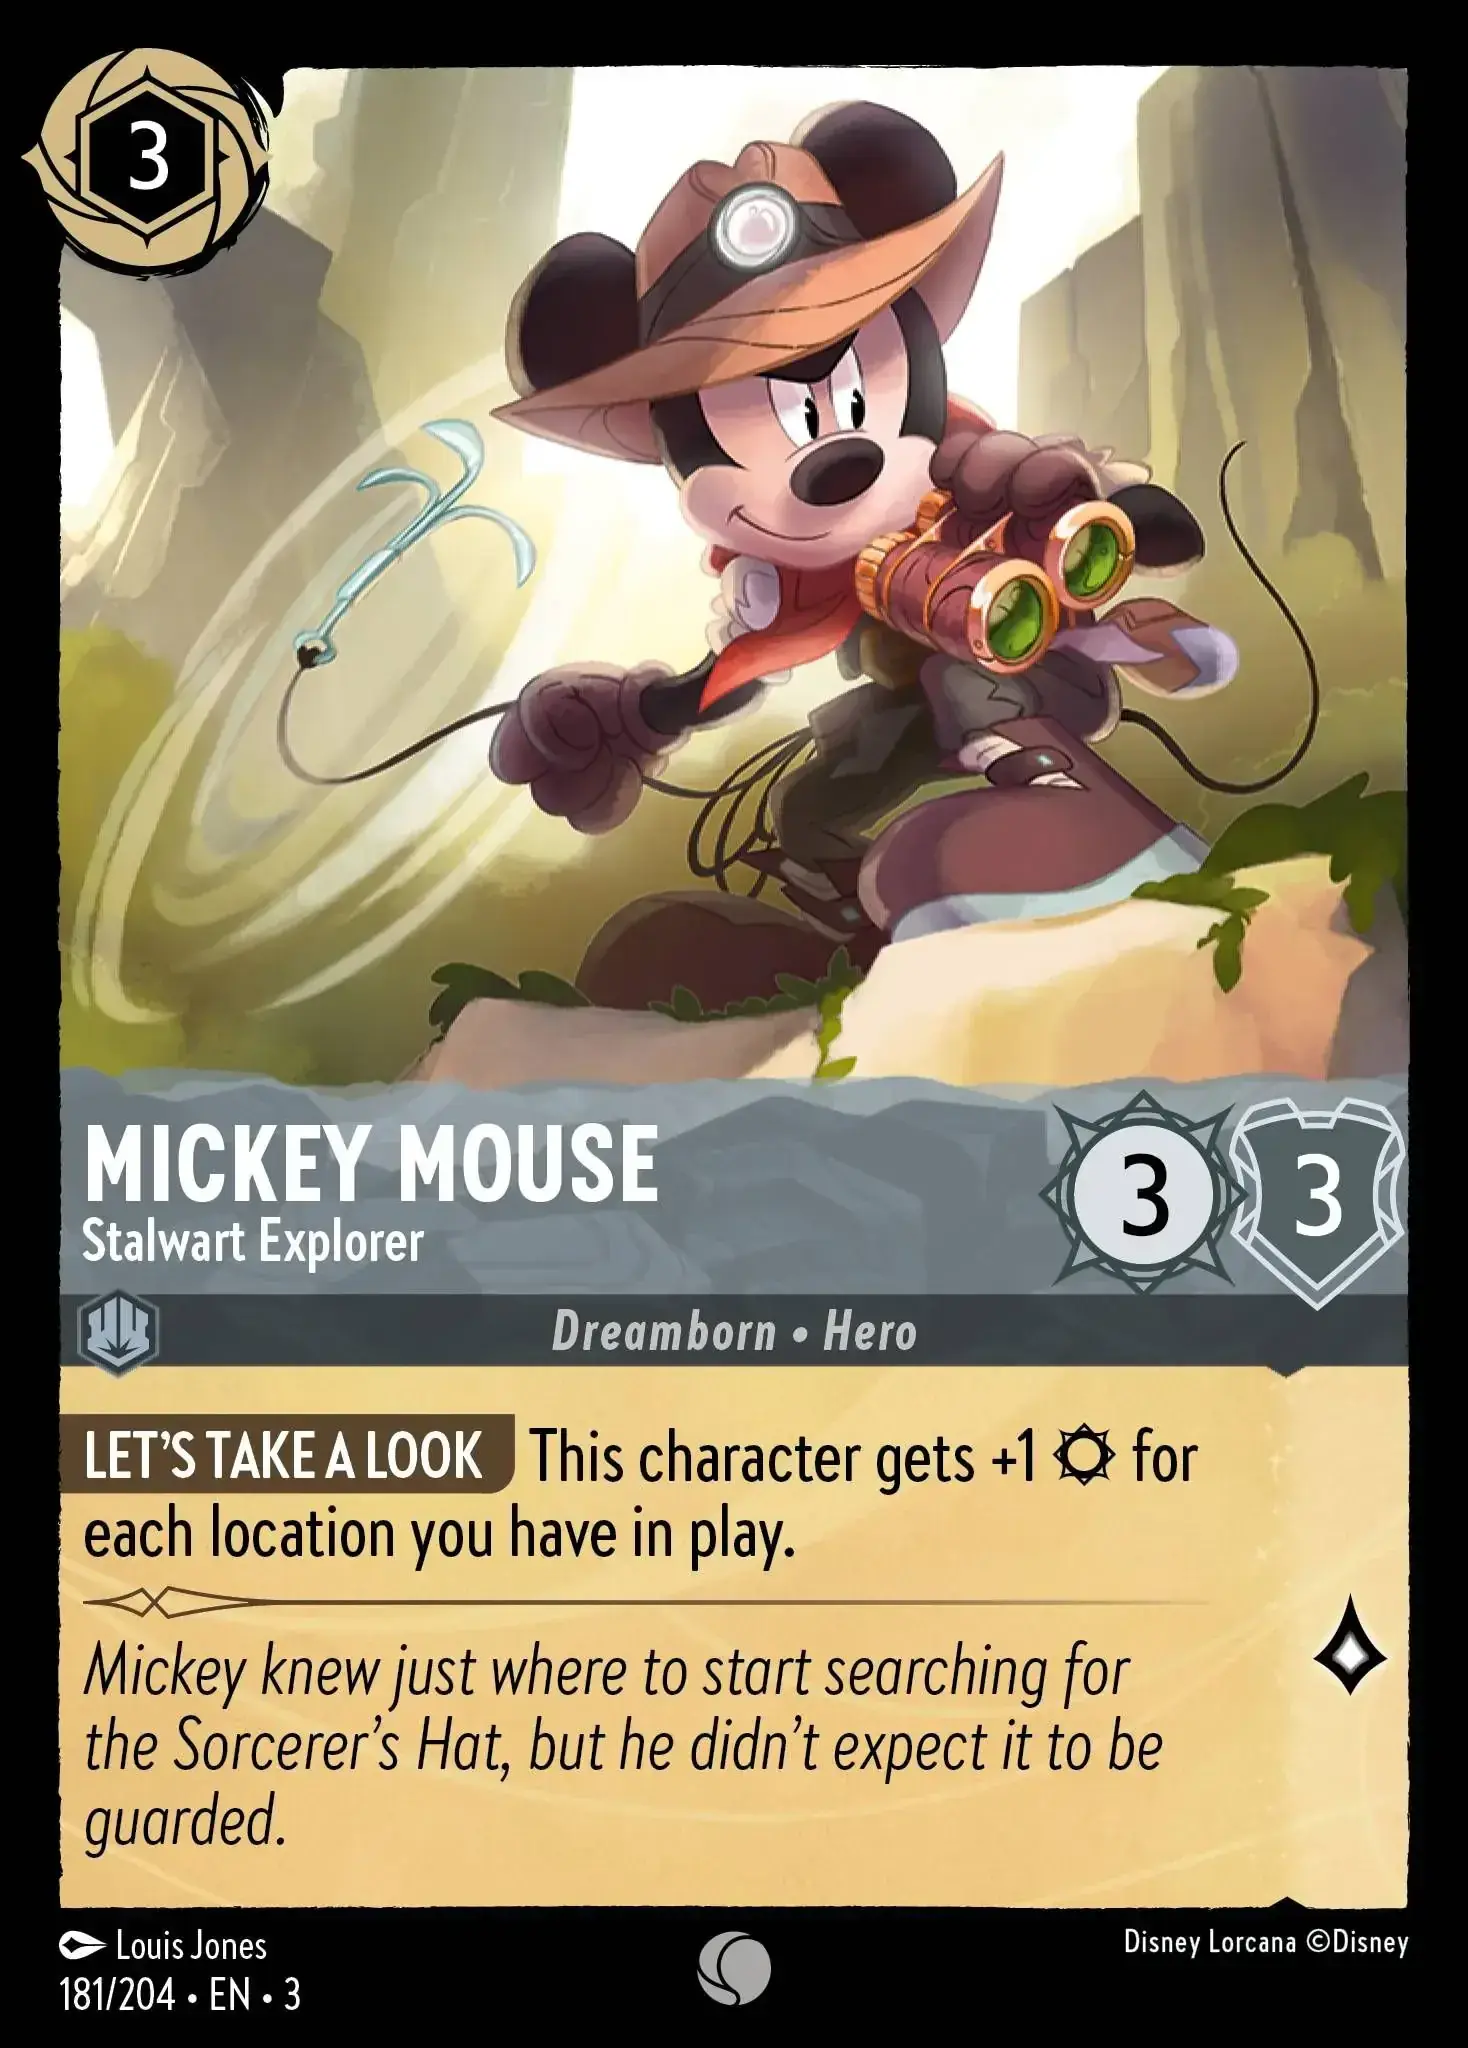 3
MICKEY MOUSE
Stalwart Explorer
3
3
Dreamborn • Hero
LET'S TAKE A LOOK This character gets +1 for
each location you have in play.
Mickey knew just where to start searching for
the Sorcerer's Hat, but he didn't expect it to be
guarded.
Louis Jones
Disney Lorcana ©Disney
181/204 • EN • 3